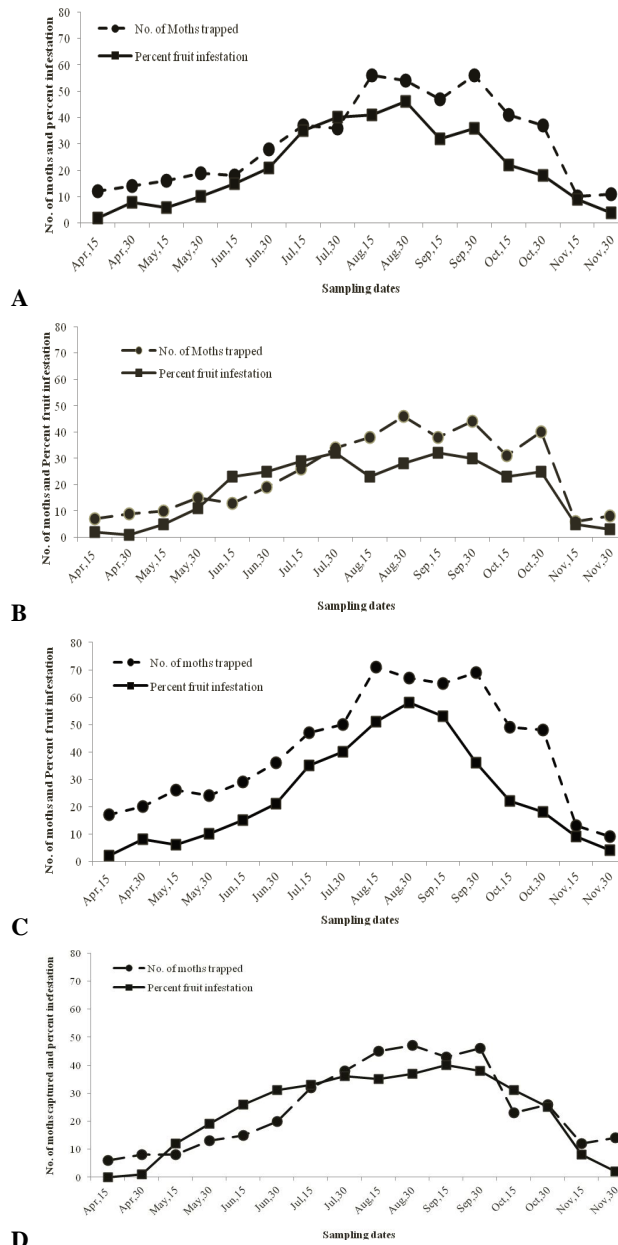 80
No. of Moths trapped
70
60
Percent fruit infestation
50
40
30
20
10
0
No. of moths and percent infestation
Apr,15 Apr,30 May,15 May,30 Jun,15 Jun,30 Jul,15 Jul,30 Aug,15 Aug,30 Sep,15 Sep,30 Oct,15 Oct,30 Nov,15 Nov,30
Sampling dates
A
80
70
No. of Moths trapped
60
Percent fruit infestation
50
40
30
20
10
0
No. of moths and Percent fruit infestation
Apr,15 Apr,30 May,15 May,30 Jun,15 Jun,30 Jul,15 Jul,30 Aug,15 Aug,30 Sep,15 Sep,30 Oct,15 Oct,30 Nov,15 Nov,30
Sampling dates
B
80
No. of moths trapped
70
Percent fruit infestation
60
50
40
30
20
10
0
No. of moths and Percent fruit infestation
Apr,15 Apr,30 May,15 May,30 Jun,15 Jun,30 Jul,15 Jul,30 Aug,15 Aug,30 Sep,15 Sep,30 Oct,15 Oct,30 Nov,15 Nov,30
Sampling dates
C
80
No. of moths trapped
70
Percent fruit infestation
60
50
40
30
20
10
0
No. of moths captured and percent inefestation
Apr,15 Apr,30 May,15 May,30 Jun,15 Jun,30 Jul,15 Jul,30 Aug,15 Aug,30 Sep,15 Sep,30 Oct,15 Oct,30 Nov,15 Nov,30
Sampling dates
D